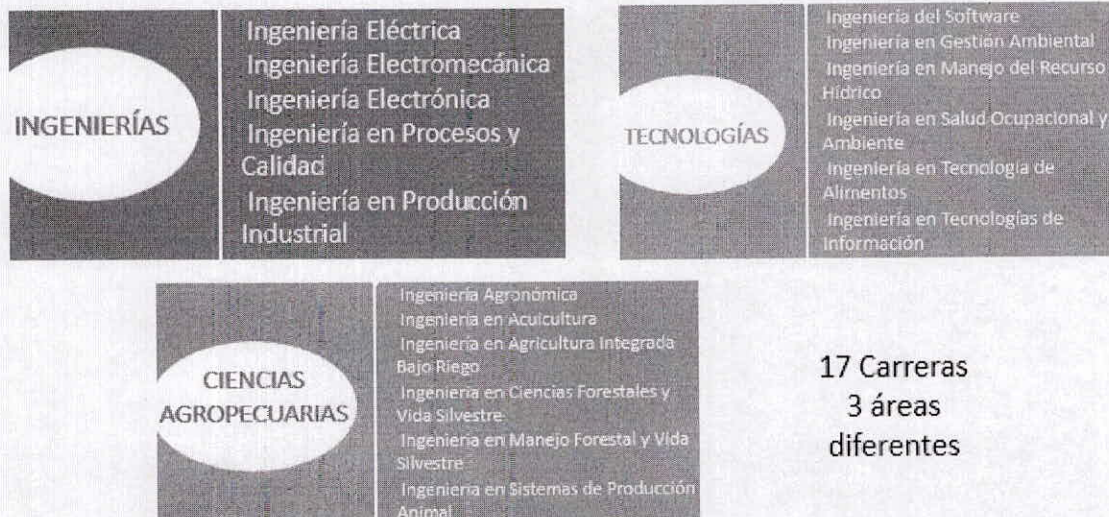 INGENIERÍAS
Ingeniería Eléctrica
Ingeniería Electromecánica
Ingeniería Electrónica
Ingeniería en Procesos y
Calidad
Ingeniería en Producción
Industrial
TECNOLOGÍAS
Ingeniería del Software
Ingeniería en Gestión Ambiental
Ingeniería en Manejo del Recurso
Hídrico
Ingeniería en Salud Ocupacional y
Ambiente
Ingeniería en Tecnología de
Alimentos
Ingeniería en Tecnologías de
Información
CIENCIAS
AGROPECUARIAS
Ingeniería Agronómica
Ingeniería en Acuicultura
Ingeniería en Agricultura Integrada
Bajo Riego
Ingeniería en Ciencias Forestales y
Vida Silvestre
Ingeniería en Manejo Forestal y Vida
Silvestre
Ingeniería en Sistemas de Producción
Animal
17 Carreras
3 áreas
diferentes